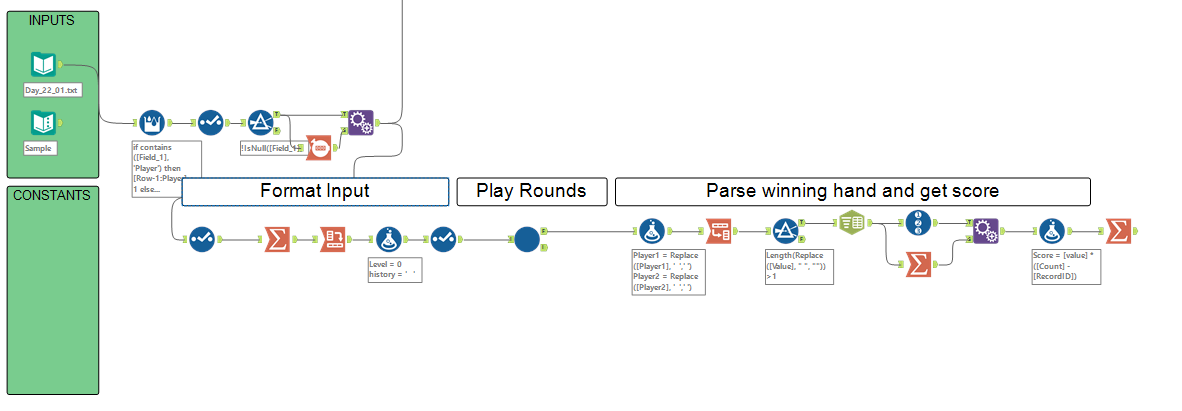 INPUTS
Day_22_01.txt
Sample
if contains
([Field_1],
'Player') then
[Row-1:Player]
1 else...
!IsNull([Field_1
CONSTANTS
Format Input
Play Rounds
Parse winning hand and get score
Level = 0
history = ' '
Player1 = Replace
([Player1], ' ',' ')
Player2 = Replace
([Player2], ' ',' ')
Length(Replace
([Value], " ", ""))
> 1
Score = [value] *
([Count] -
[RecordID])